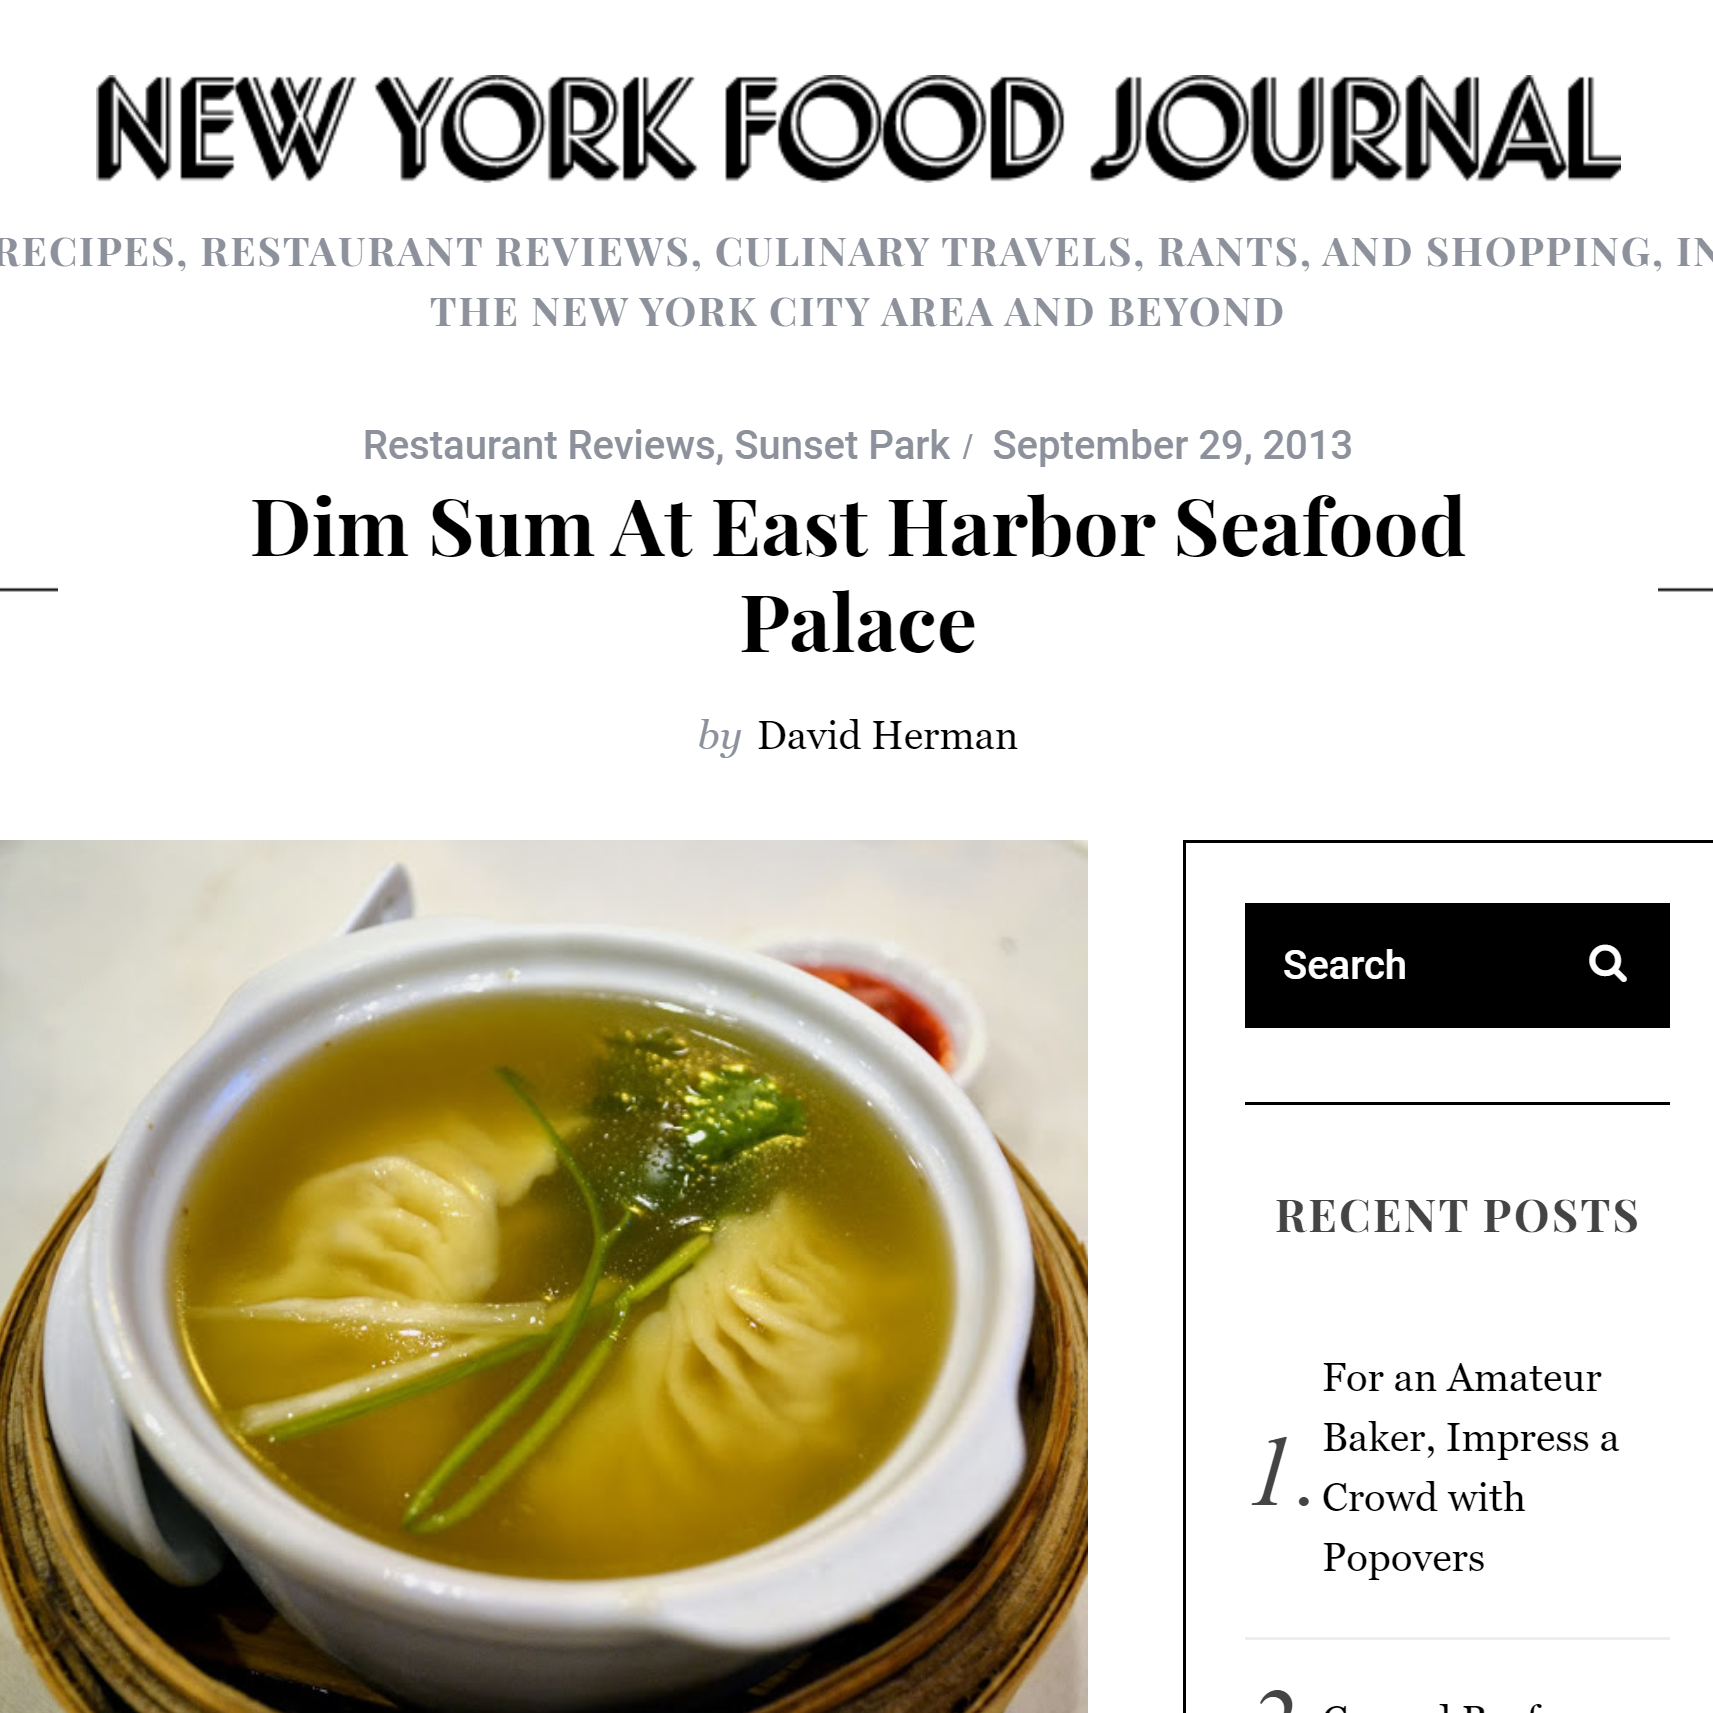 NEW YORK FOOD JOURNAL
RECIPES, RESTAURANT REVIEWS, CULINARY TRAVELS, RANTS, AND SHOPPING, IN
THE NEW YORK CITY AREA AND BEYOND
Restaurant Reviews, Sunset Park / September 29, 2013
Dim Sum At East Harbor Seafood
Palace
by David Herman
Search
RECENT POSTS
1. For an Amateur
Baker, Impress a
Crowd with
Popovers